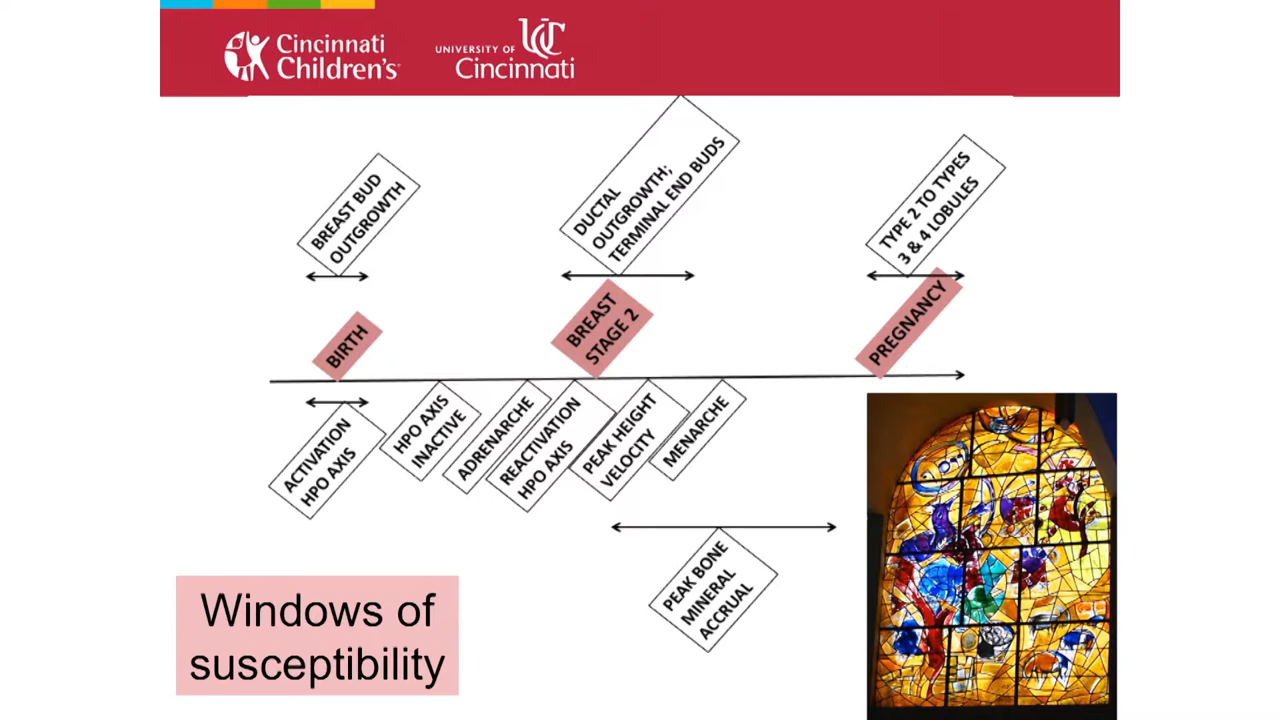 Cincinnati
Children's
UNIVERSITY OF
UC
Cincinnati
BREAST BUD
OUTGROWTH
DUCTAL
OUTGROWTH;
TERMINAL END BUDS
TYPE 2 TO TYPES
3 & 4 LOBULES
BIRTH
BREAST
STAGE 2
PREGNANCY
ACTIVATION
HPO AXIS
HPO AXIS
INACTIVE
ADRENARCHE
REACTIVATION
HPO AXIS
PEAK HEIGHT
VELOCITY
MENARCHE
PEAK BONE
MINERAL
ACCRUAL
Windows of
susceptibility